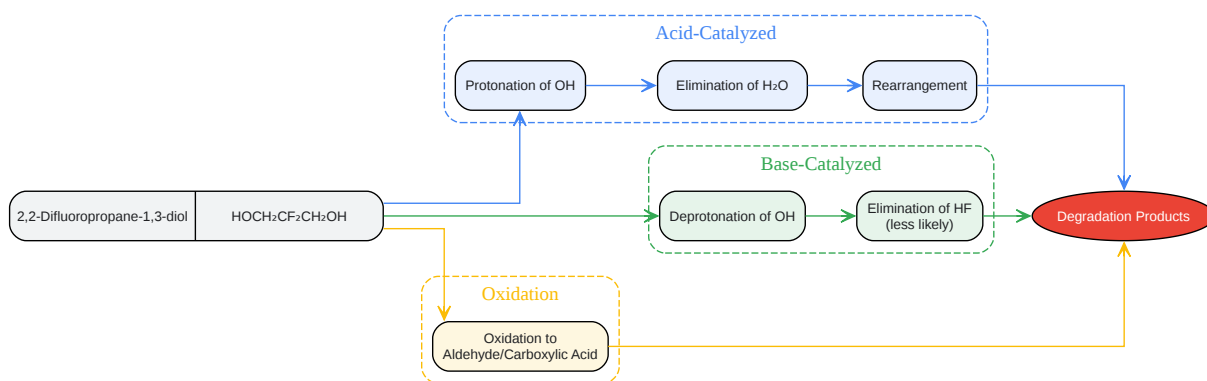 Acid-Catalyzed
Protonation of OH
Elimination of H₂O
Rearrangement
Base-Catalyzed
2,2-Difluoropropane-1,3-diol
HOCH₂CF₂CH₂OH
Deprotonation of OH
Elimination of HF
(less likely)
Degradation Products
Oxidation
Oxidation to
Aldehyde/Carboxylic Acid